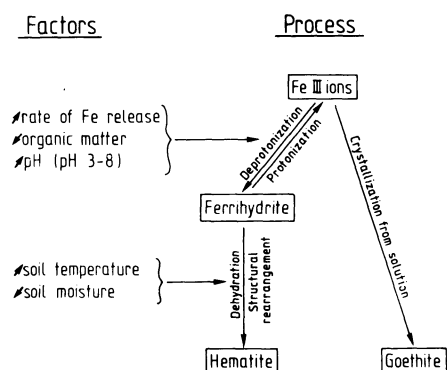 Factors
Process
Fe III ions
rate of Fe release
organic matter
pH (pH 3-8)
Deprotonization
Protonization
Crystallization from solution
Ferrihydrite
soil temperature
soil moisture
Dehydration
Structural
rearrangement
Hematite
Goethite